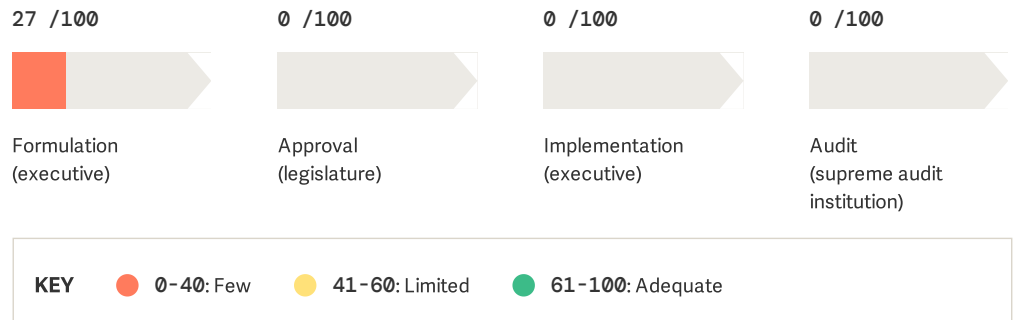 27 /100
0 /100
0 /100
0 /100
Formulation
(executive)
Approval
(legislature)
Implementation
(executive)
Audit
(supreme audit
institution)
KEY
0-40: Few
41-60: Limited
61-100: Adequate